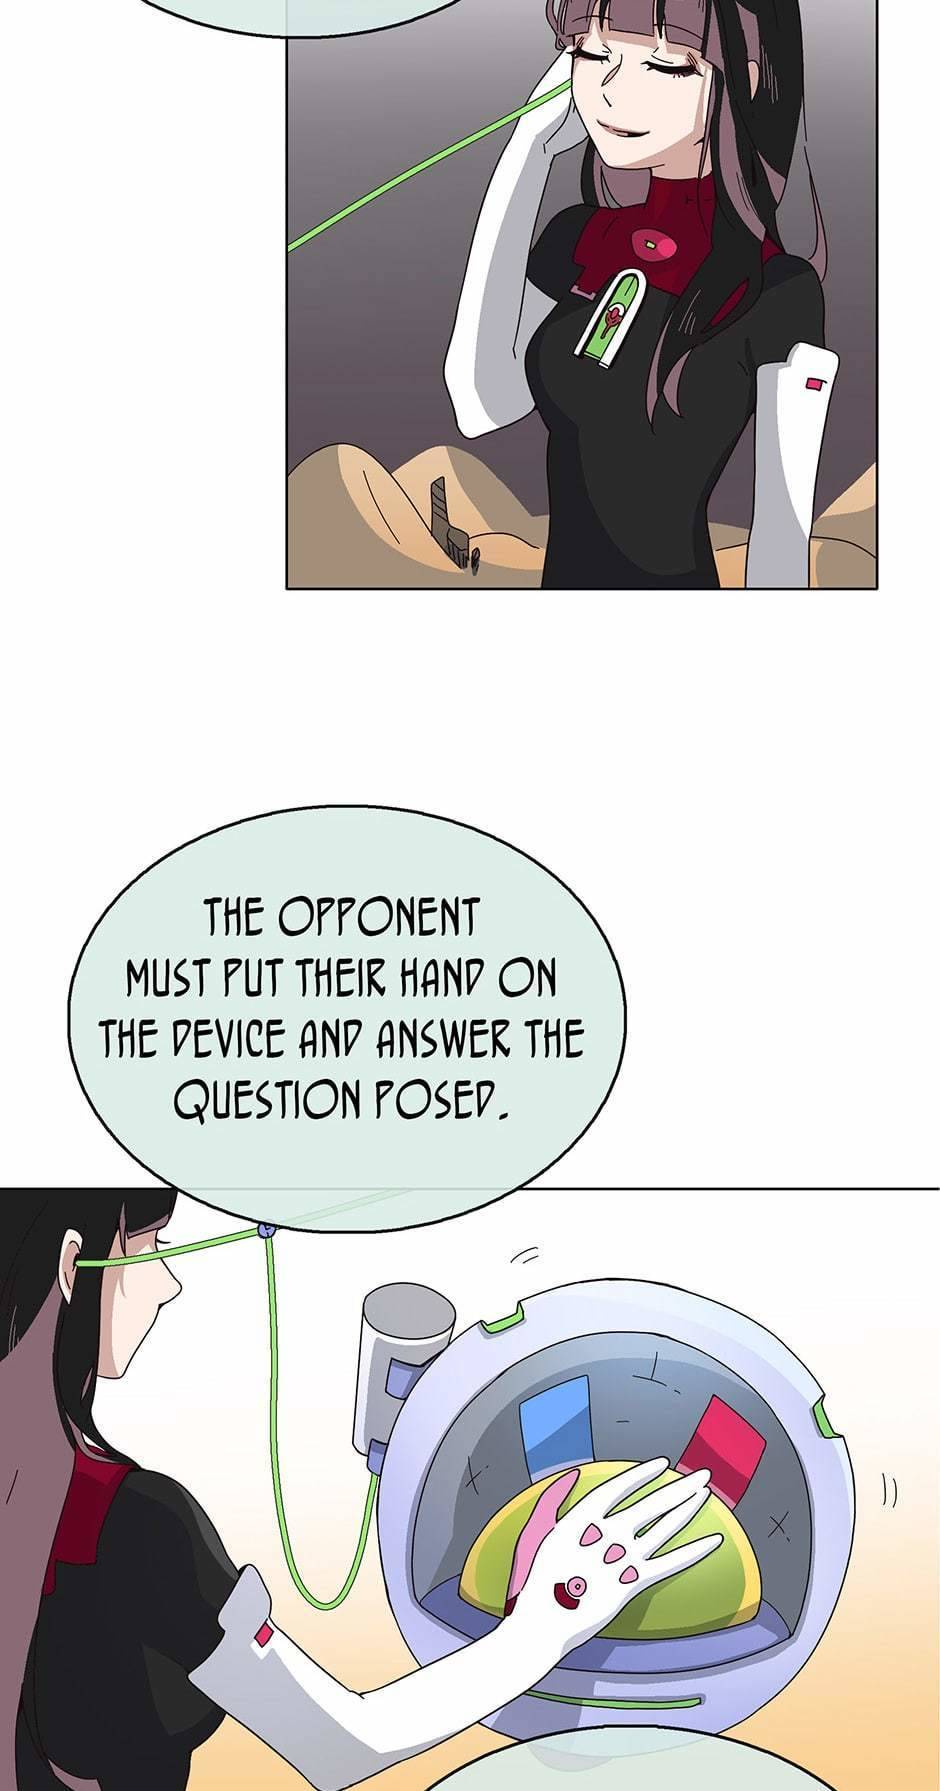 THE OPPONENT
MUST PUT THEIR HAND ON
THE DEVICE AND ANSWER THE
QUESTION POSED.